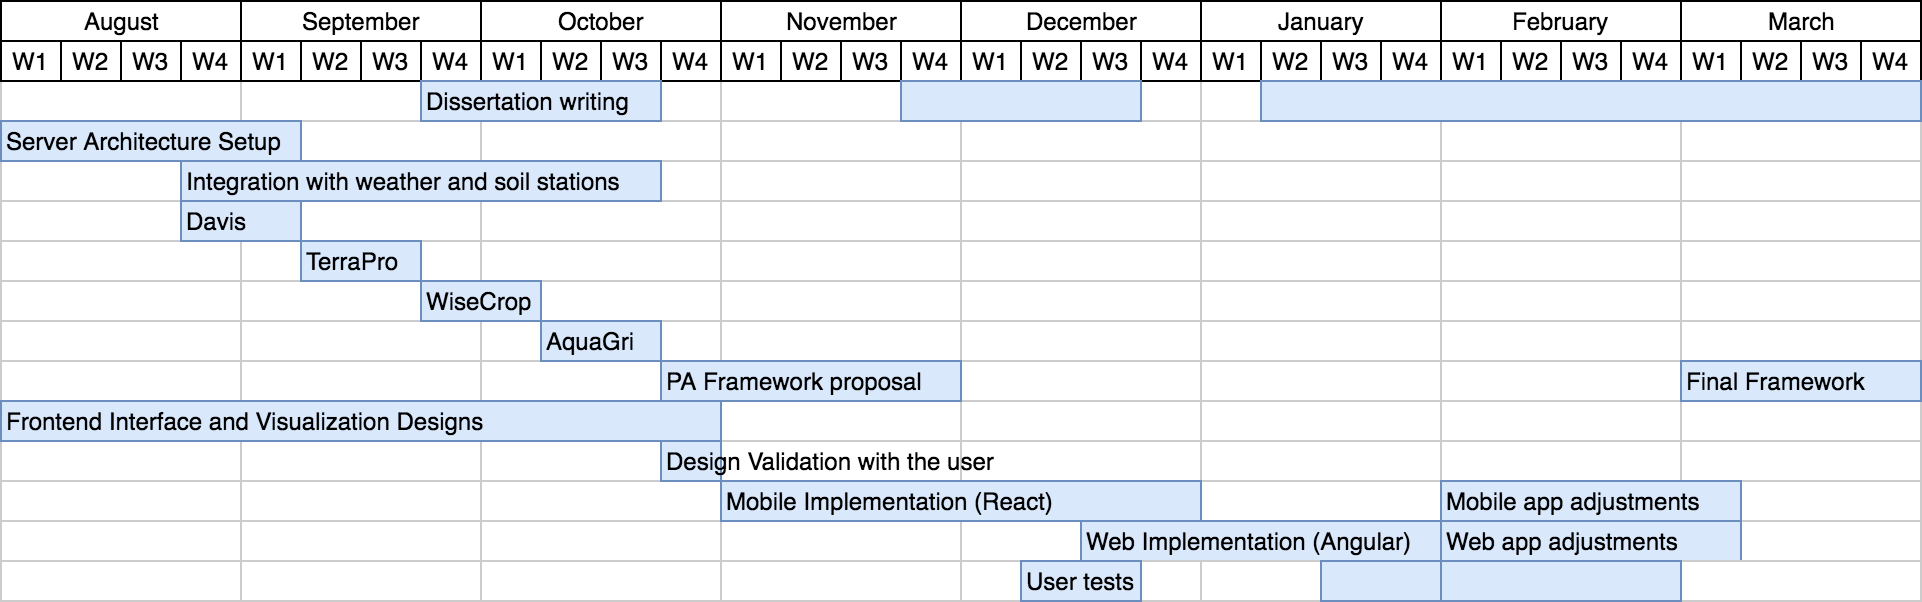 August September October November December January February March
W1 W2 W3 W4 W1 W2 W3 W4 W1 W2 W3 W4 W1 W2 W3 W4 W1 W2 W3 W4 W1 W2 W3 W4 W1 W2 W3 W4 W1 W2 W3 W4
Dissertation writing
Server Architecture Setup
Integration with weather and soil stations
Davis
TerraPro
WiseCrop
AquaGri
PA Framework proposal Final Framework
Frontend Interface and Visualization Designs
Design Validation with the user
Mobile Implementation (React) Mobile app adjustments
Web Implementation (Angular) Web app adjustments
User tests